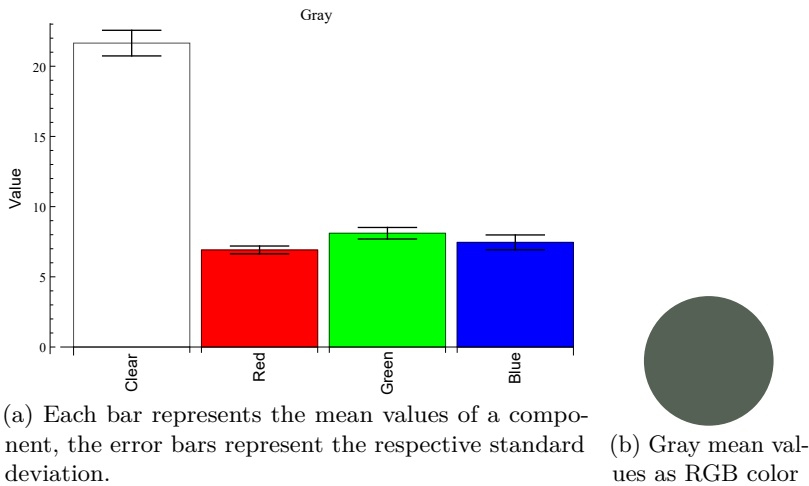 Gray
Value
20
15
10
5
0
Clear
Red
Green
Blue
(a) Each bar represents the mean values of a compo-
nent, the error bars represent the respective standard
deviation.
(b) Gray mean val-
ues as RGB color